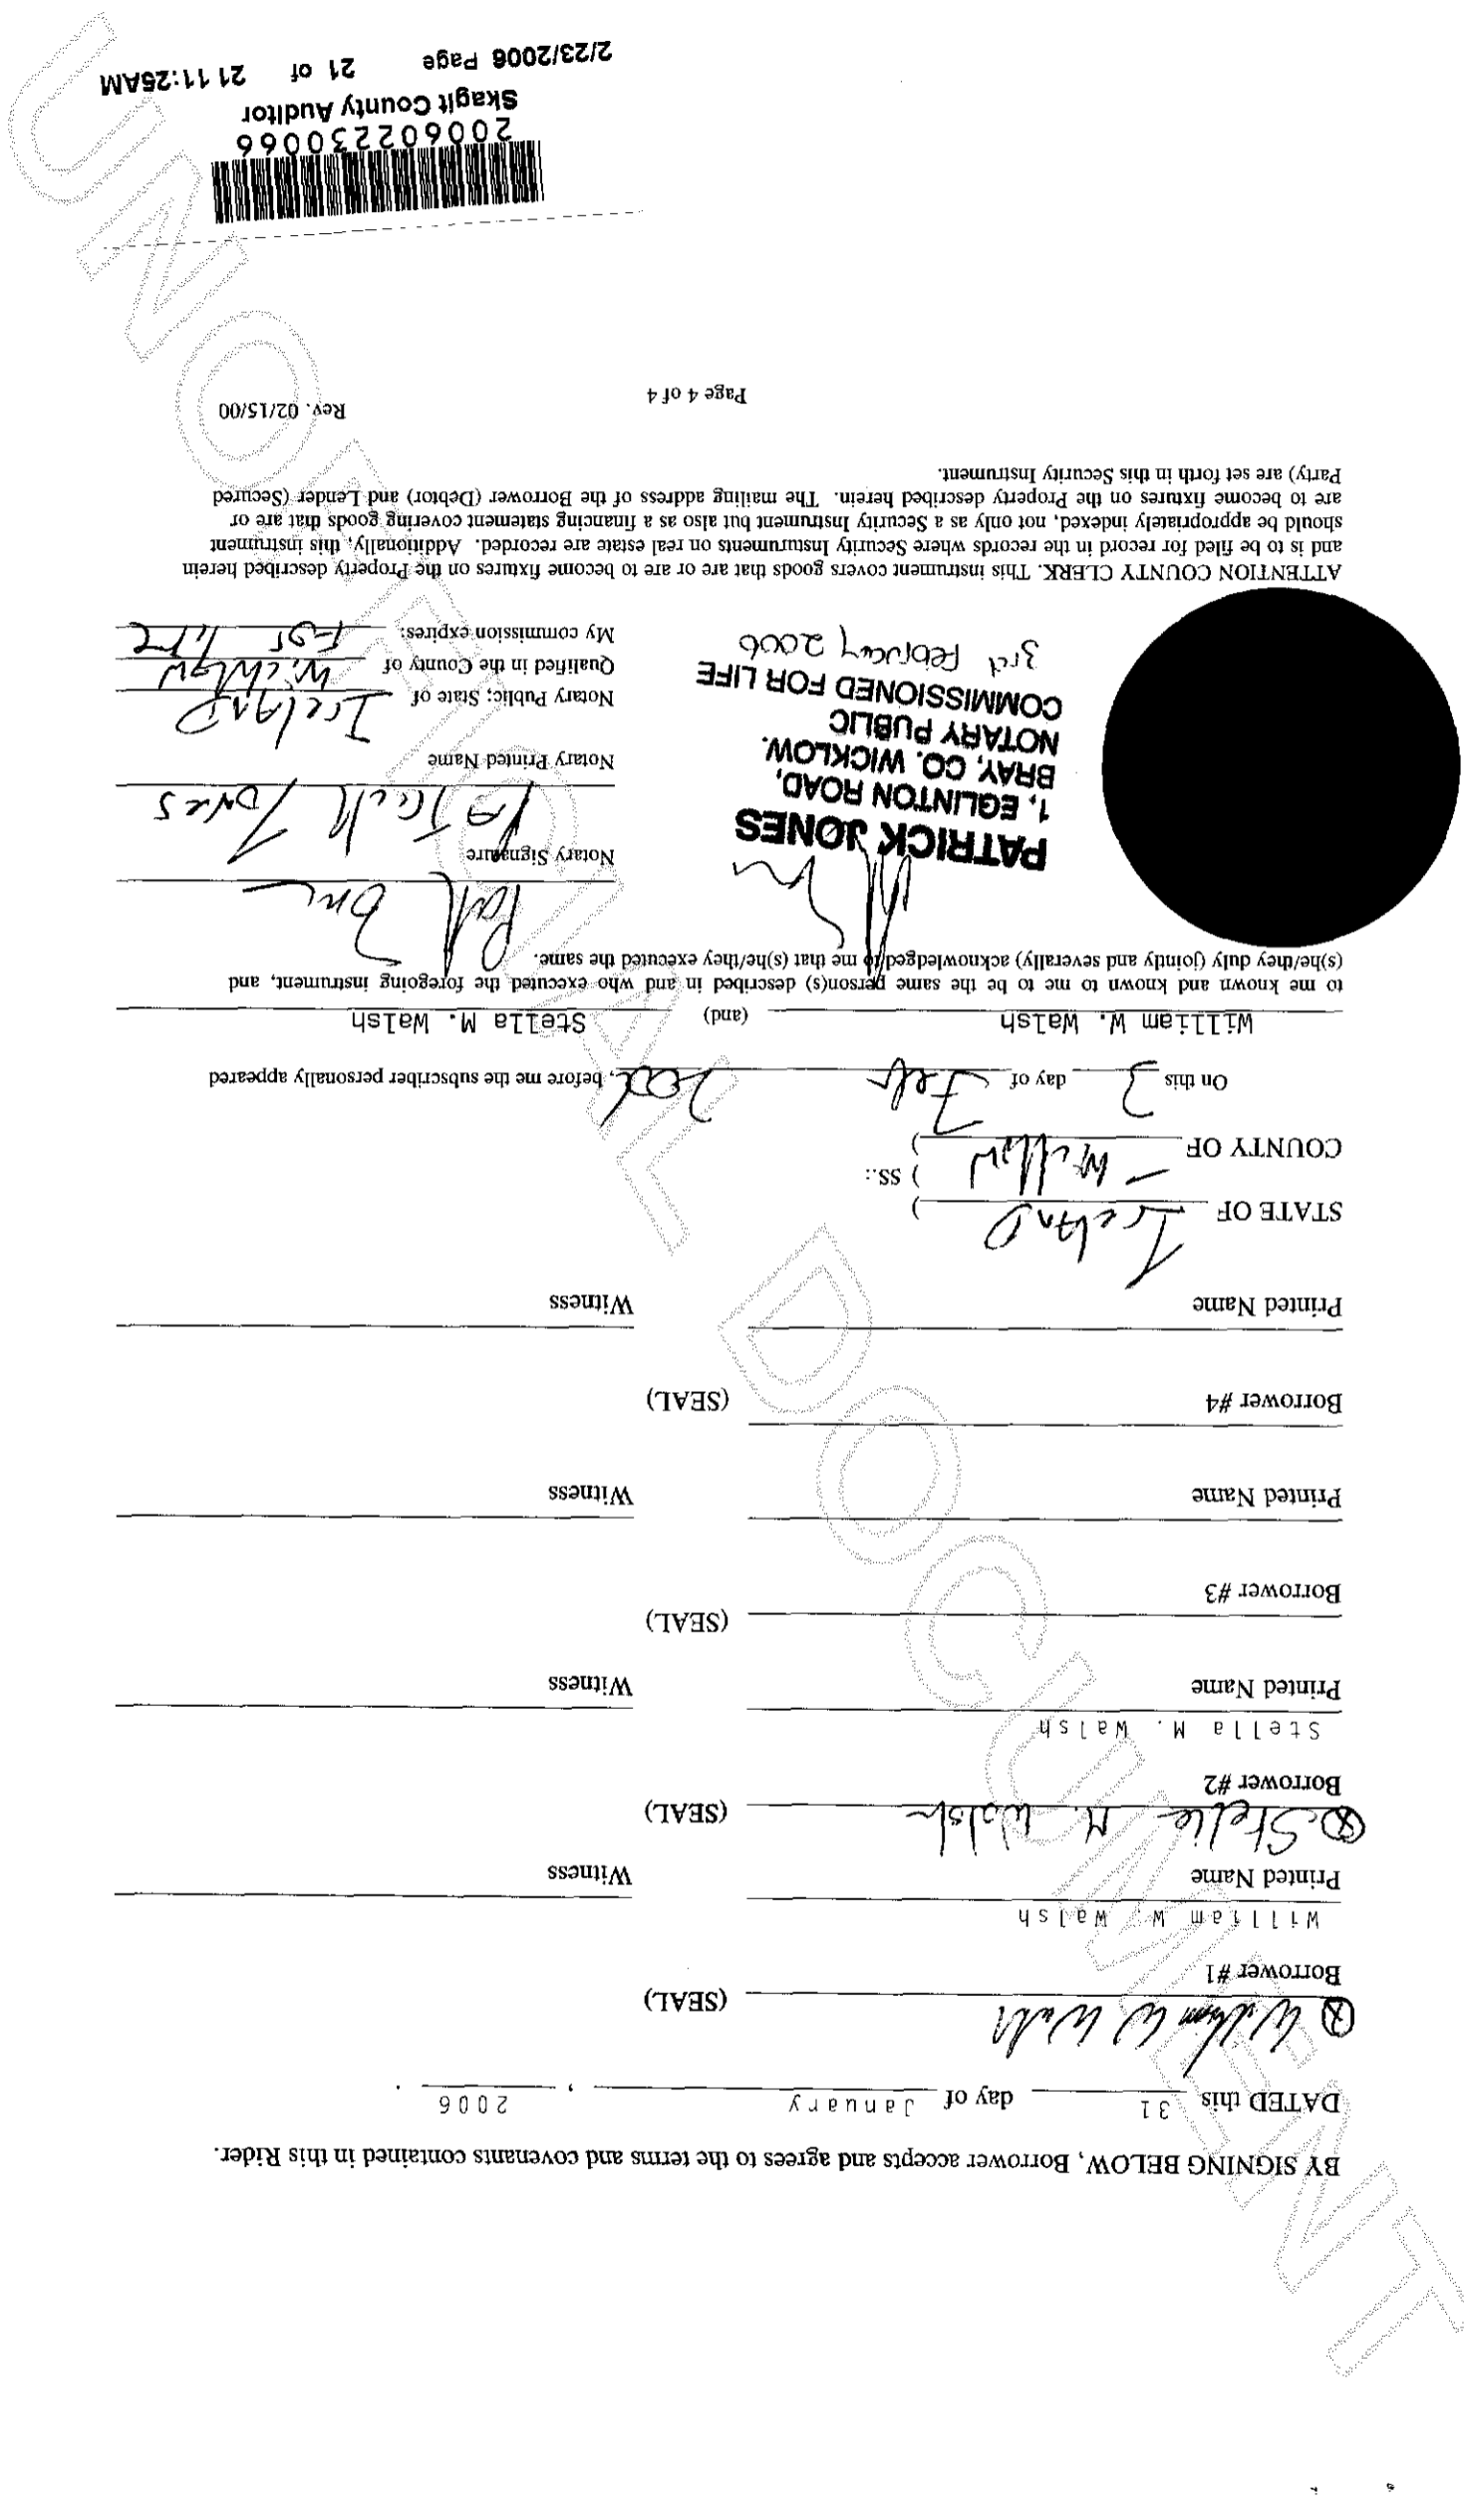 BY SIGNING BELOW, Borrower accepts and agrees to the terms and covenants contained in this Rider.
DATED this 31 day of January , 2006 .
William W Walsh (SEAL)
Borrower #1
William W. Walsh
Printed Name Witness
Stella M. Walsh (SEAL)
Borrower #2
Stella M. Walsh
Printed Name Witness
(SEAL)
Borrower #3
Printed Name Witness
(SEAL)
Borrower #4
Printed Name Witness
STATE OF Ireland )
) SS.:
COUNTY OF Wicklow )
On this 3 day of Feb 2006, before me the subscriber personally appeared
William W. Walsh (and) Stella M. Walsh
to me known and known to me to be the same person(s) described in and who executed the foregoing instrument, and
(s)he/they duly (jointly and severally) acknowledged to me that (s)he/they executed the same.
Notary Signature
PATRICK JONES
1, EGLINTON ROAD,
BRAY, CO. WICKLOW.
NOTARY PUBLIC
COMMISSIONED FOR LIFE
3rd February 2006
Patrick Jones
Notary Printed Name
Notary Public; State of IrelAnD
Qualified in the County of Wicklow
My commission expires: For life
ATTENTION COUNTY CLERK. This instrument covers goods that are or are to become fixtures on the Property described herein
and is to be filed for record in the records where Security Insturuments on real estate are recorded. Additionally, this instrument
should be appropriately indexed, not only as a Security Instrument but also as a financing statement covering goods that are or
are to become fixtures on the Property described herein. The mailing address of the Borrower (Debtor) and Lender (Secured
Party) are set forth in this Security Instrument.
Page 4 of 4
Rev. 02/15/00
200602230066
Skagit County Auditor
2/23/2006 Page 21 of 21 11:25AM
UNOFFICIAL DOCUMENT